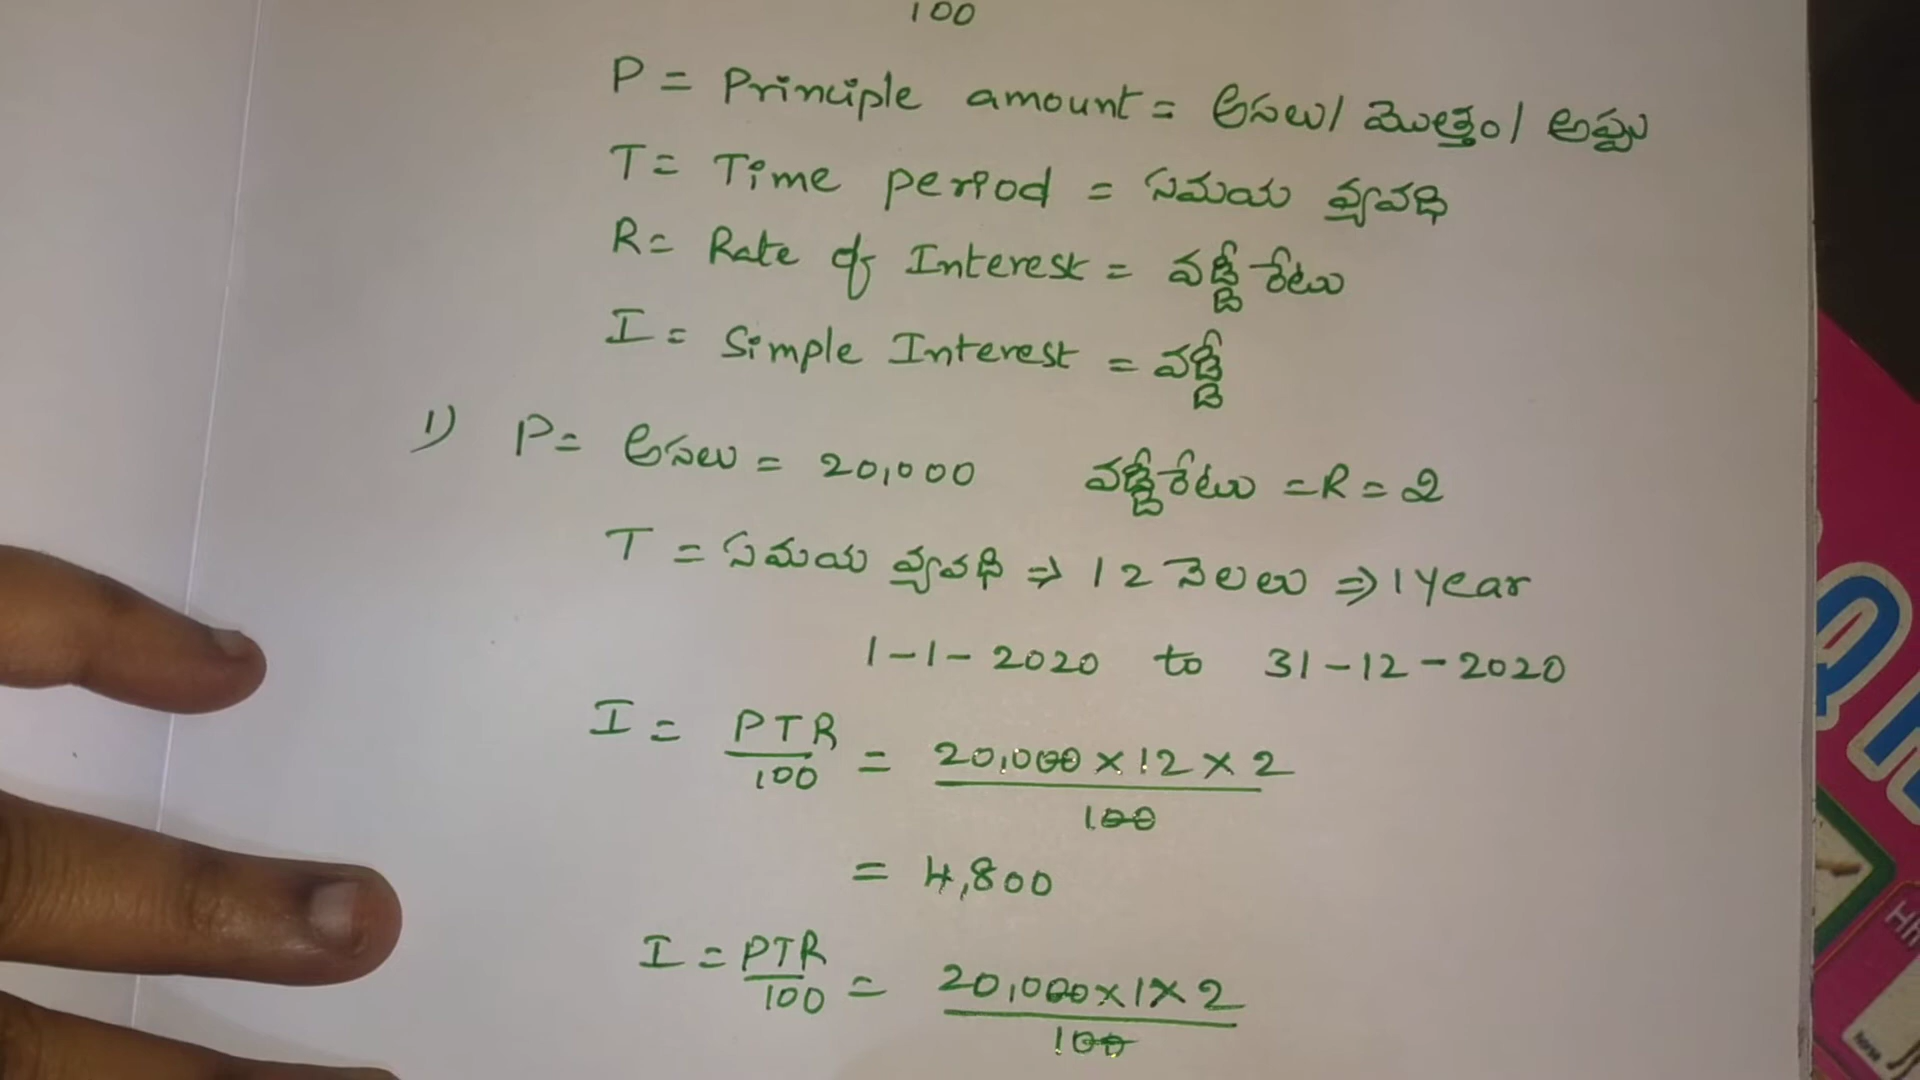 100
P = Principle amount = అసలు/ మొత్తం/ అప్పు
T = Time period = సమయ వ్యవధి
R = Rate of Interest = వడ్డీ రేటు
I = Simple Interest = వడ్డీ
1) P = అసలు = 20,000 వడ్డీరేటు = R = 2
T = సమయ వ్యవధి ⇒ 12 నెలలు ⇒ 1 year
1-1-2020 to 31-12-2020
I = PTR/100 = 20,000 × 12 × 2/100
= 4,800
I = PTR/100 = 20,000 × 1 × 2/100